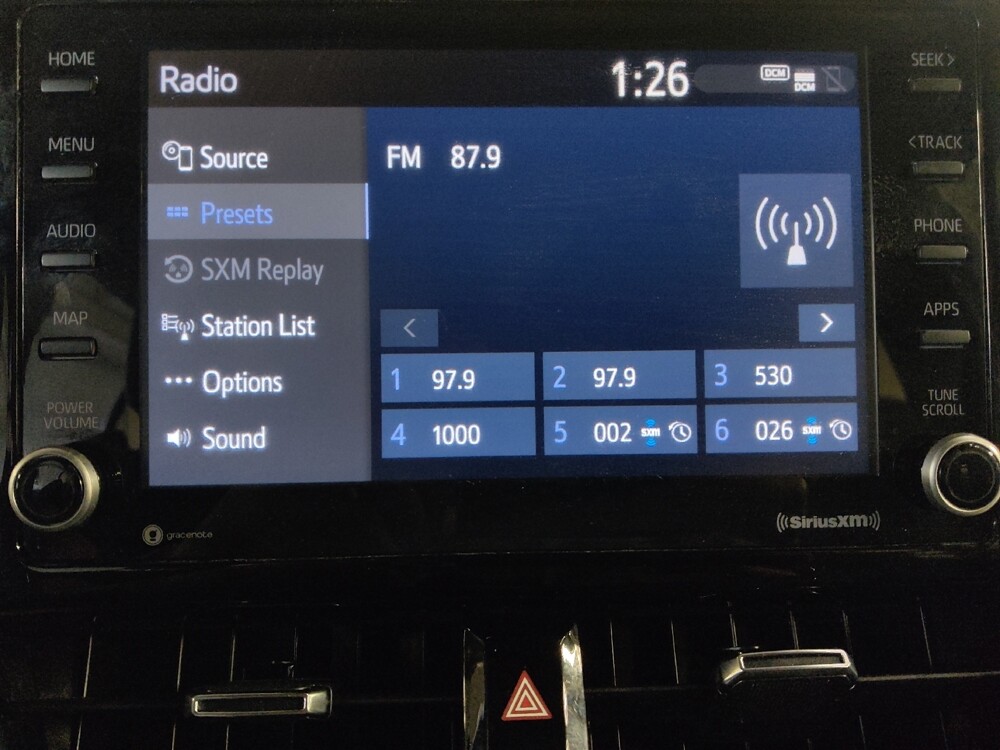 HOME
MENU
AUDIO
MAP
POWER
VOLUME
Radio
1:26
DCM
DCM
Source
Presets
SXM Replay
Station List
Options
Sound
FM 87.9
<
>
1 97.9
2 97.9
3 530
4 1000
5 002 sxm
6 026 sxm
SEEK >
< TRACK
PHONE
APPS
TUNE
SCROLL
g gracenote
((SiriusXM))